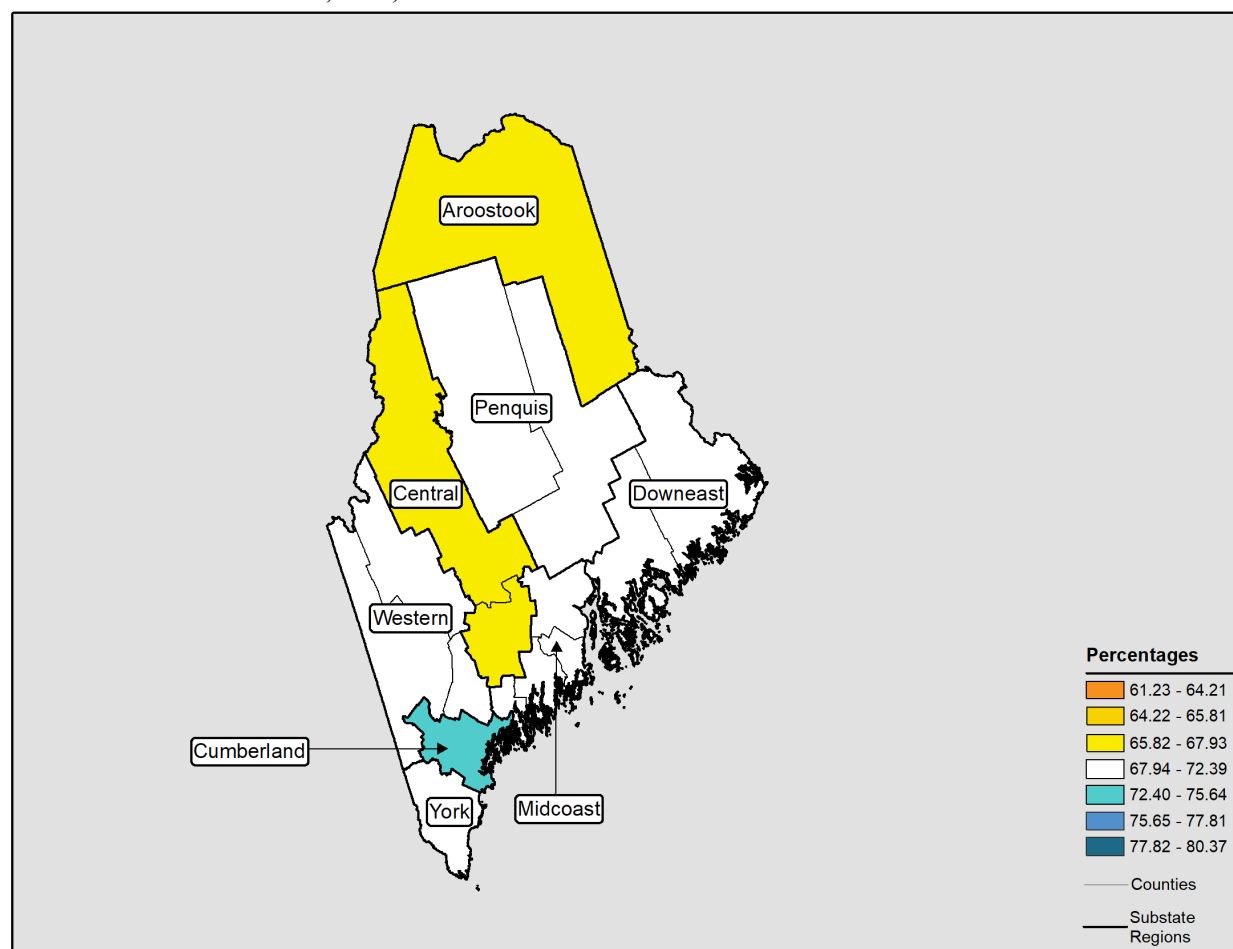 Aroostook
Penquis
Central
Downeast
Western
Cumberland
York
Midcoast
Percentages
61.23 - 64.21
64.22 - 65.81
65.82 - 67.93
67.94 - 72.39
72.40 - 75.64
75.65 - 77.81
77.82 - 80.37
Counties
Substate
Regions